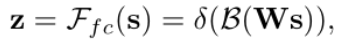 z = 𝓕_{fc}(s) = δ(𝓑(Ws)),